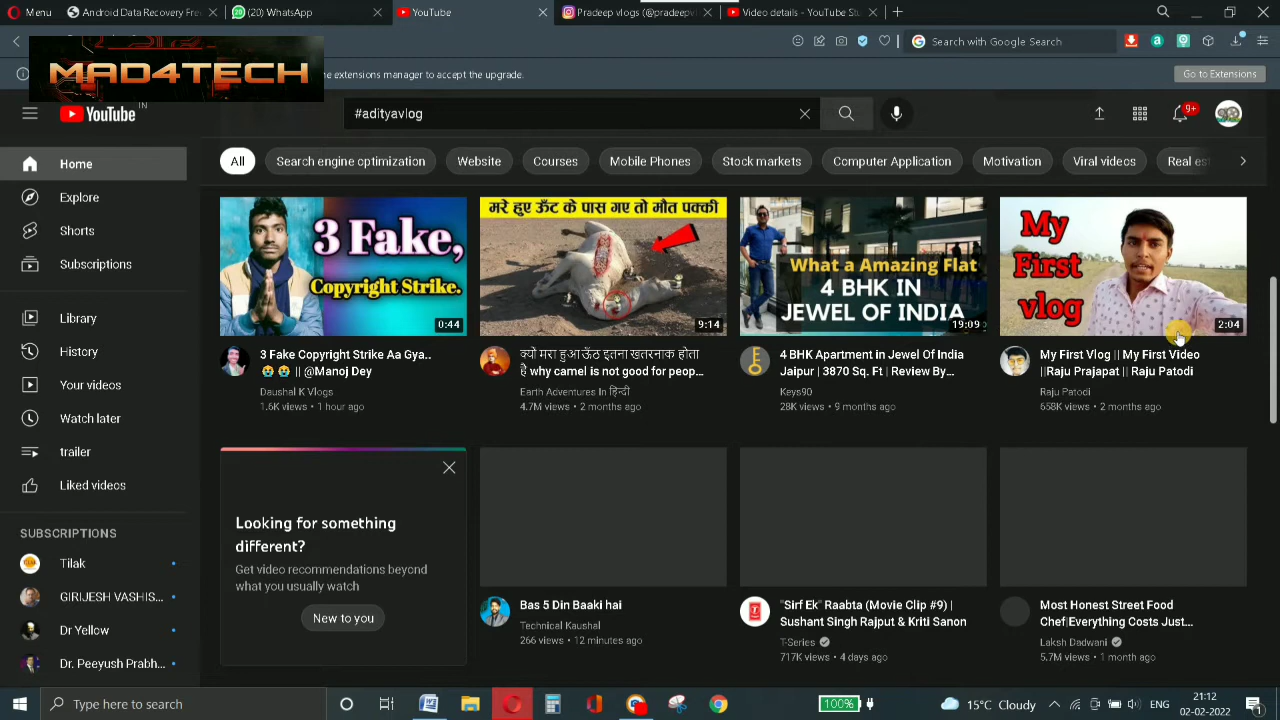 Menu
Android Data Recovery Fre
(20) WhatsApp
YouTube
Pradeep vlogs (@pradeepvi
Video details - YouTube Stu
Search with Google Search
MAD4TECH
the extensions manager to accept the upgrade.
Go to Extensions
YouTube
IN
#adityavlog
9+
Home
Explore
Shorts
Subscriptions
Library
History
Your videos
Watch later
trailer
Liked videos
SUBSCRIPTIONS
Tilak
GIRIJESH VASHIS...
Dr Yellow
Dr. Peeyush Prabh...
All
Search engine optimization
Website
Courses
Mobile Phones
Stock markets
Computer Application
Motivation
Viral videos
Real est
3 Fake,
Copyright Strike.
0:44
3 Fake Copyright Strike Aa Gya..
😭 😭 || @Manoj Dey
Daushal K Vlogs
1.6K views • 1 hour ago
मरे हुए ऊँट के पास गए तो मौत पक्की
9:14
क्यों मरा हुआ ऊँठ इतना खतरनाक होता
है why camel is not good for peop...
Earth Adventures In हिन्दी
4.7M views • 2 months ago
What a Amazing Flat
4 BHK IN
JEWEL OF INDIA
19:09
4 BHK Apartment in Jewel Of India
Jaipur | 3870 Sq. Ft | Review By...
Keys90
28K views • 9 months ago
My
First
vlog
2:04
My First Vlog || My First Video
||Raju Prajapat || Raju Patodi
Raju Patodi
658K views • 2 months ago
Looking for something
different?
Get video recommendations beyond
what you usually watch
New to you
Bas 5 Din Baaki hai
Technical Kaushal
266 views • 12 minutes ago
"Sirf Ek" Raabta (Movie Clip #9) |
Sushant Singh Rajput & Kriti Sanon
T-Series
717K views • 4 days ago
Most Honest Street Food
Chef|Everything Costs Just...
Laksh Dadwani
5.7M views • 1 month ago
Type here to search
100%
15°C Cloudy
ENG
21:12
02-02-2022